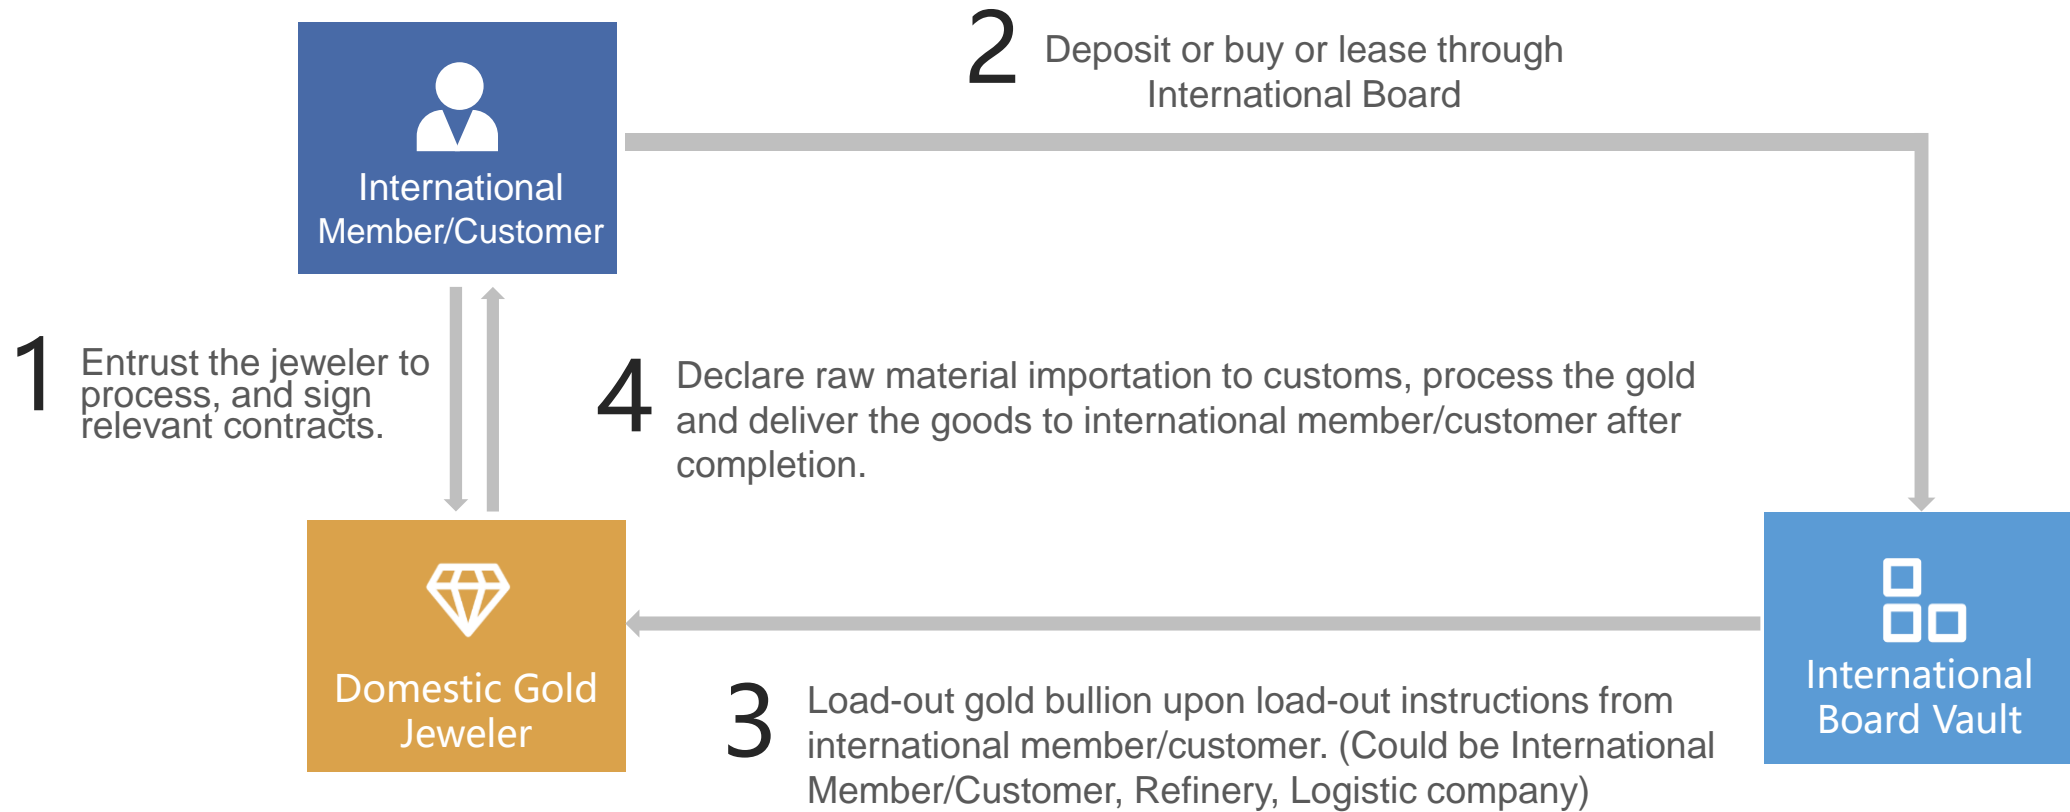 International
Member/Customer
2
Deposit or buy or lease through
International Board
1
Entrust the jeweler to
process, and sign
relevant contracts.
4
Declare raw material importation to customs, process the gold
and deliver the goods to international member/customer after
completion.
Domestic Gold
Jeweler
3
Load-out gold bullion upon load-out instructions from
international member/customer. (Could be International
Member/Customer, Refinery, Logistic company)
International
Board Vault